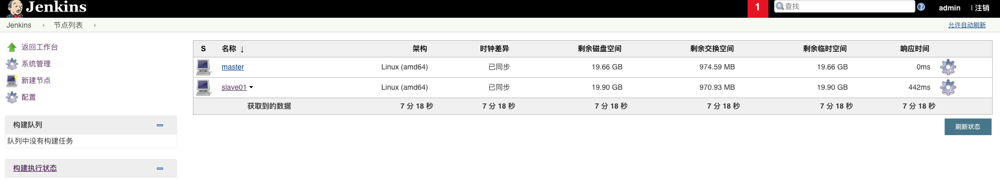 Jenkins
1
查找
?
admin
| 注销
Jenkins
节点列表
允许自动刷新
返回工作台
系统管理
新建节点
配置
构建队列
队列中没有构建任务
构建执行状态
S 名称 ↓ 架构 时钟差异 剩余磁盘空间 剩余交换空间 剩余临时空间 响应时间
master Linux (amd64) 已同步 19.66 GB 974.59 MB 19.66 GB 0ms
slave01 Linux (amd64) 已同步 19.90 GB 970.93 MB 19.90 GB 442ms
获取到的数据 7 分 18 秒 7 分 18 秒 7 分 18 秒 7 分 18 秒 7 分 18 秒 7 分 18 秒
刷新状态